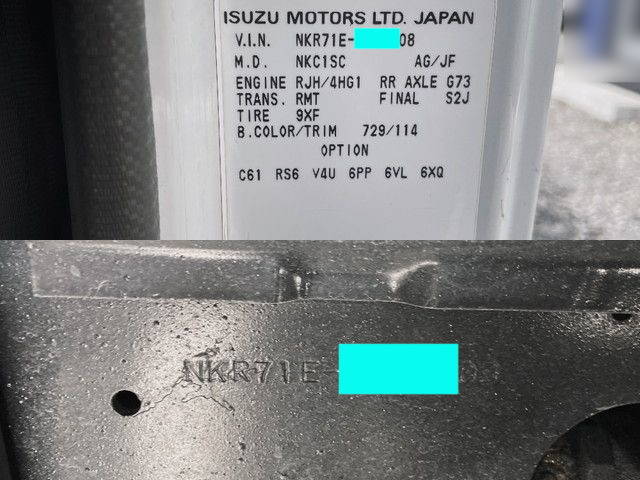 ISUZU MOTORS LTD. JAPAN
V.I.N. NKR71E- 08
M.D. NKC1SC AG/JF
ENGINE RJH/4HG1 RR AXLE G73
TRANS. RMT FINAL S2J
TIRE 9XF
B.COLOR/TRIM 729/114
OPTION
C61 RS6 V4U 6PP 6VL 6XQ
NKR71E- 08